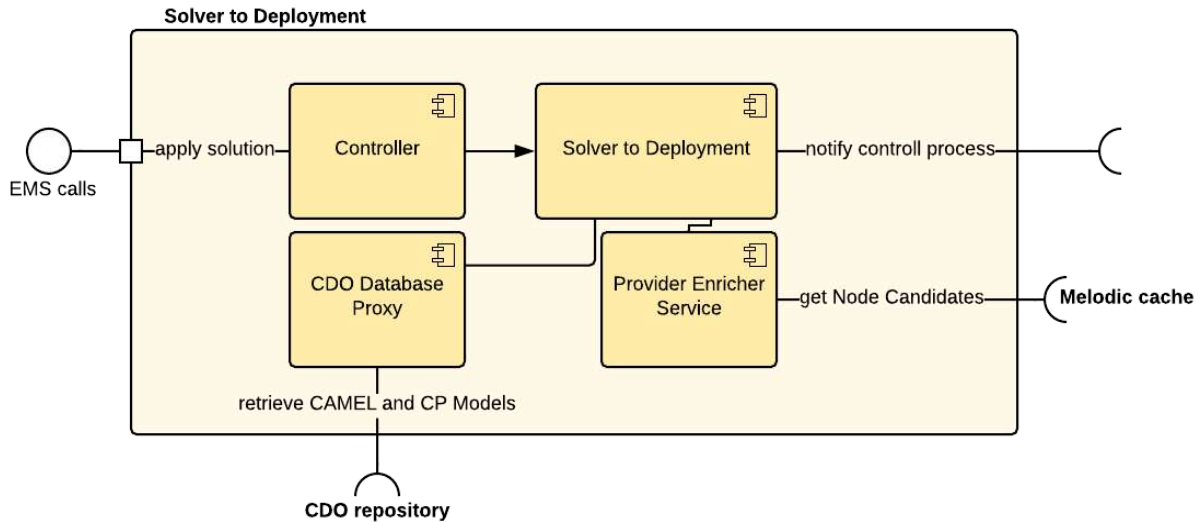 Solver to Deployment
apply solution
Controller
Solver to Deployment
notify controll process
EMS calls
CDO Database
Proxy
Provider Enricher
Service
get Node Candidates
Melodic cache
retrieve CAMEL and CP Models
CDO repository